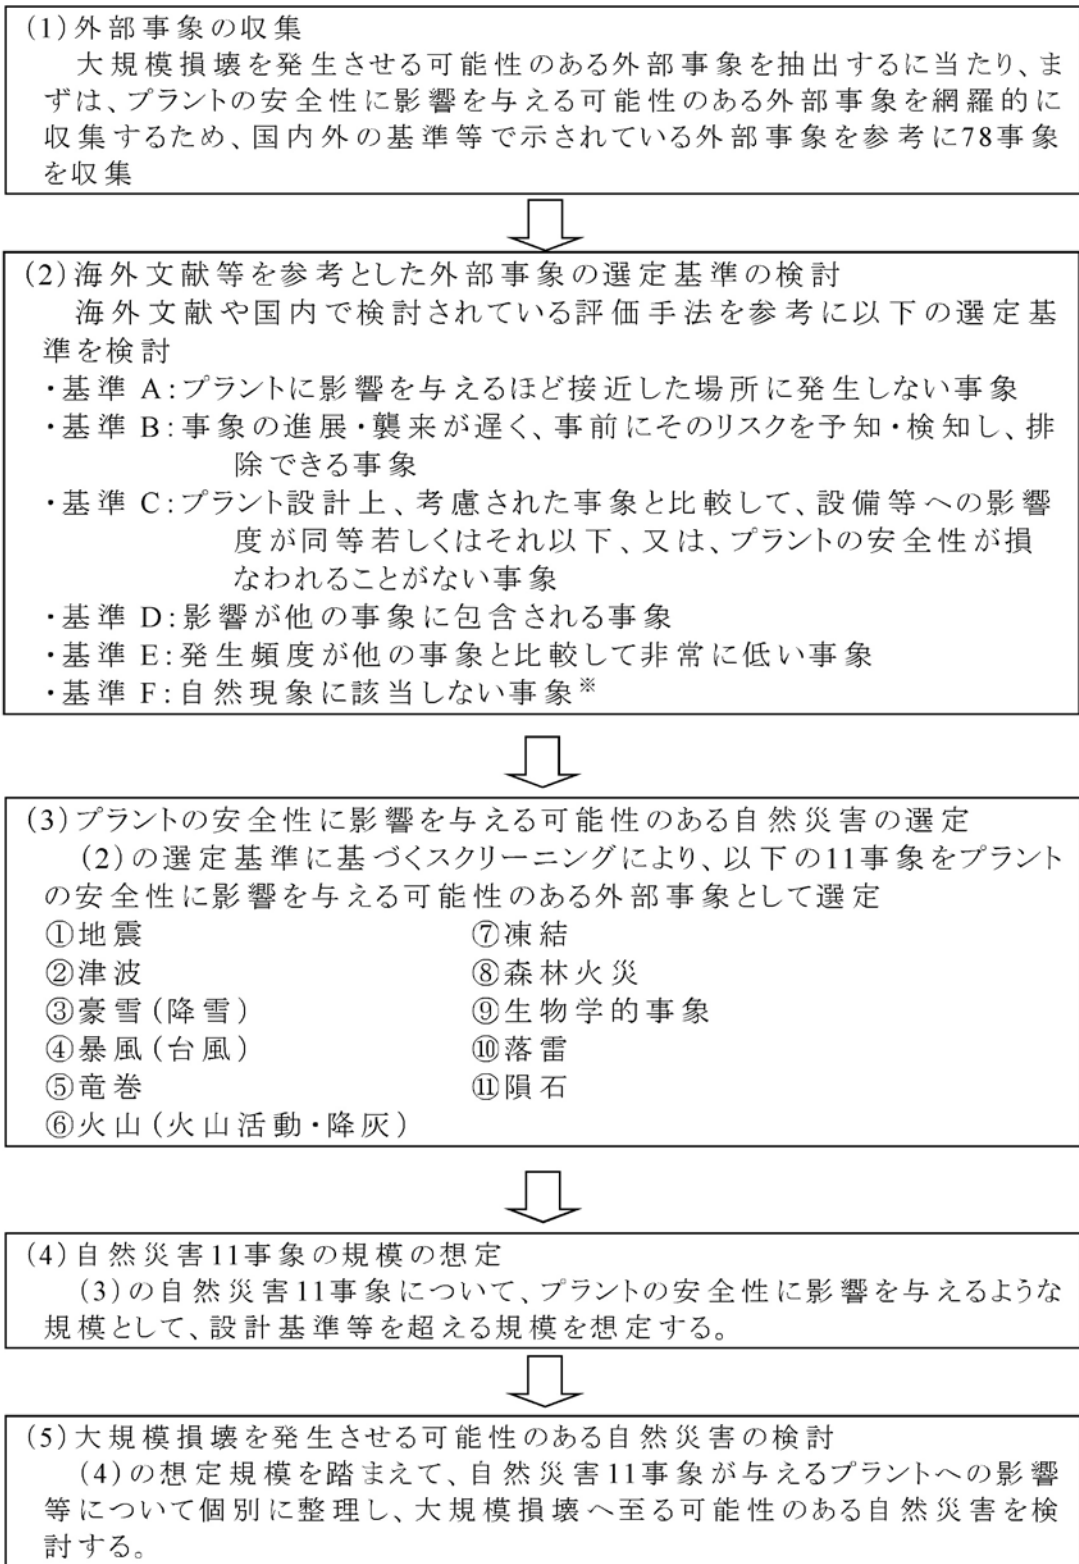 (1)外部事象の収集
大規模損壊を発生させる可能性のある外部事象を抽出するに当たり、ま
ずは、プラントの安全性に影響を与える可能性のある外部事象を網羅的に
収集するため、国内外の基準等で示されている外部事象を参考に78事象
を収集
(2)海外文献等を参考とした外部事象の選定基準の検討
海外文献や国内で検討されている評価手法を参考に以下の選定基
準を検討
・基準 A:プラントに影響を与えるほど接近した場所に発生しない事象
・基準 B:事象の進展・襲来が遅く、事前にそのリスクを予知・検知し、排
除できる事象
・基準 C:プラント設計上、考慮された事象と比較して、設備等への影響
度が同等若しくはそれ以下、又は、プラントの安全性が損
なわれることがない事象
・基準 D:影響が他の事象に包含される事象
・基準 E:発生頻度が他の事象と比較して非常に低い事象
・基準 F:自然現象に該当しない事象※
(3)プラントの安全性に影響を与える可能性のある自然災害の選定
(2)の選定基準に基づくスクリーニングにより、以下の11事象をプラント
の安全性に影響を与える可能性のある外部事象として選定
①地震
②津波
③豪雪(降雪)
④暴風(台風)
⑤竜巻
⑥火山(火山活動・降灰)
⑦凍結
⑧森林火災
⑨生物学的事象
⑩落雷
⑪隕石
(4)自然災害11事象の規模の想定
(3)の自然災害11事象について、プラントの安全性に影響を与えるような
規模として、設計基準等を超える規模を想定する。
(5)大規模損壊を発生させる可能性のある自然災害の検討
(4)の想定規模を踏まえて、自然災害11事象が与えるプラントへの影響
等について個別に整理し、大規模損壊へ至る可能性のある自然災害を検
討する。